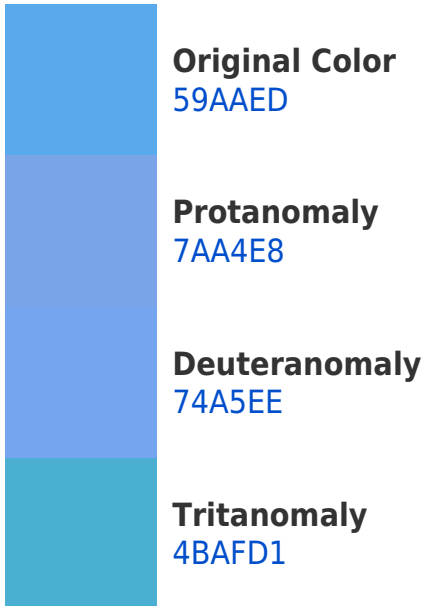 Original Color
59AAED
Protanomaly
7AA4E8
Deuteranomaly
74A5EE
Tritanomaly
4BAFD1